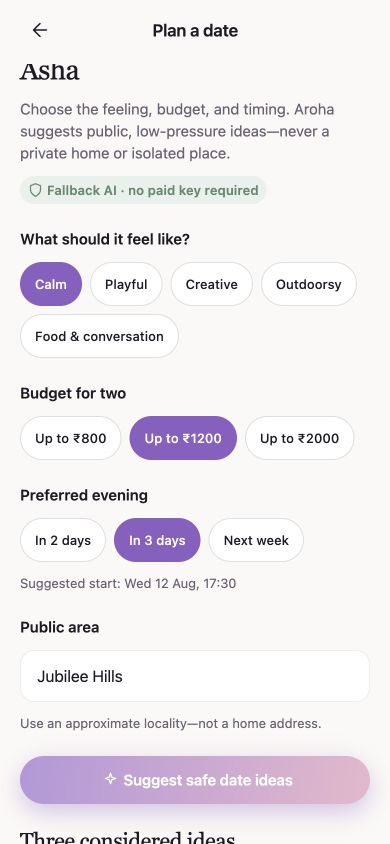 Plan a date
Asha
Choose the feeling, budget, and timing. Aroha
suggests public, low-pressure ideas—never a
private home or isolated place.
Fallback AI · no paid key required
What should it feel like?
Calm Playful Creative Outdoorsy
Food & conversation
Budget for two
Up to ₹800 Up to ₹1200 Up to ₹2000
Preferred evening
In 2 days In 3 days Next week
Suggested start: Wed 12 Aug, 17:30
Public area
Jubilee Hills
Use an approximate locality—not a home address.
Suggest safe date ideas
Three considered ideas